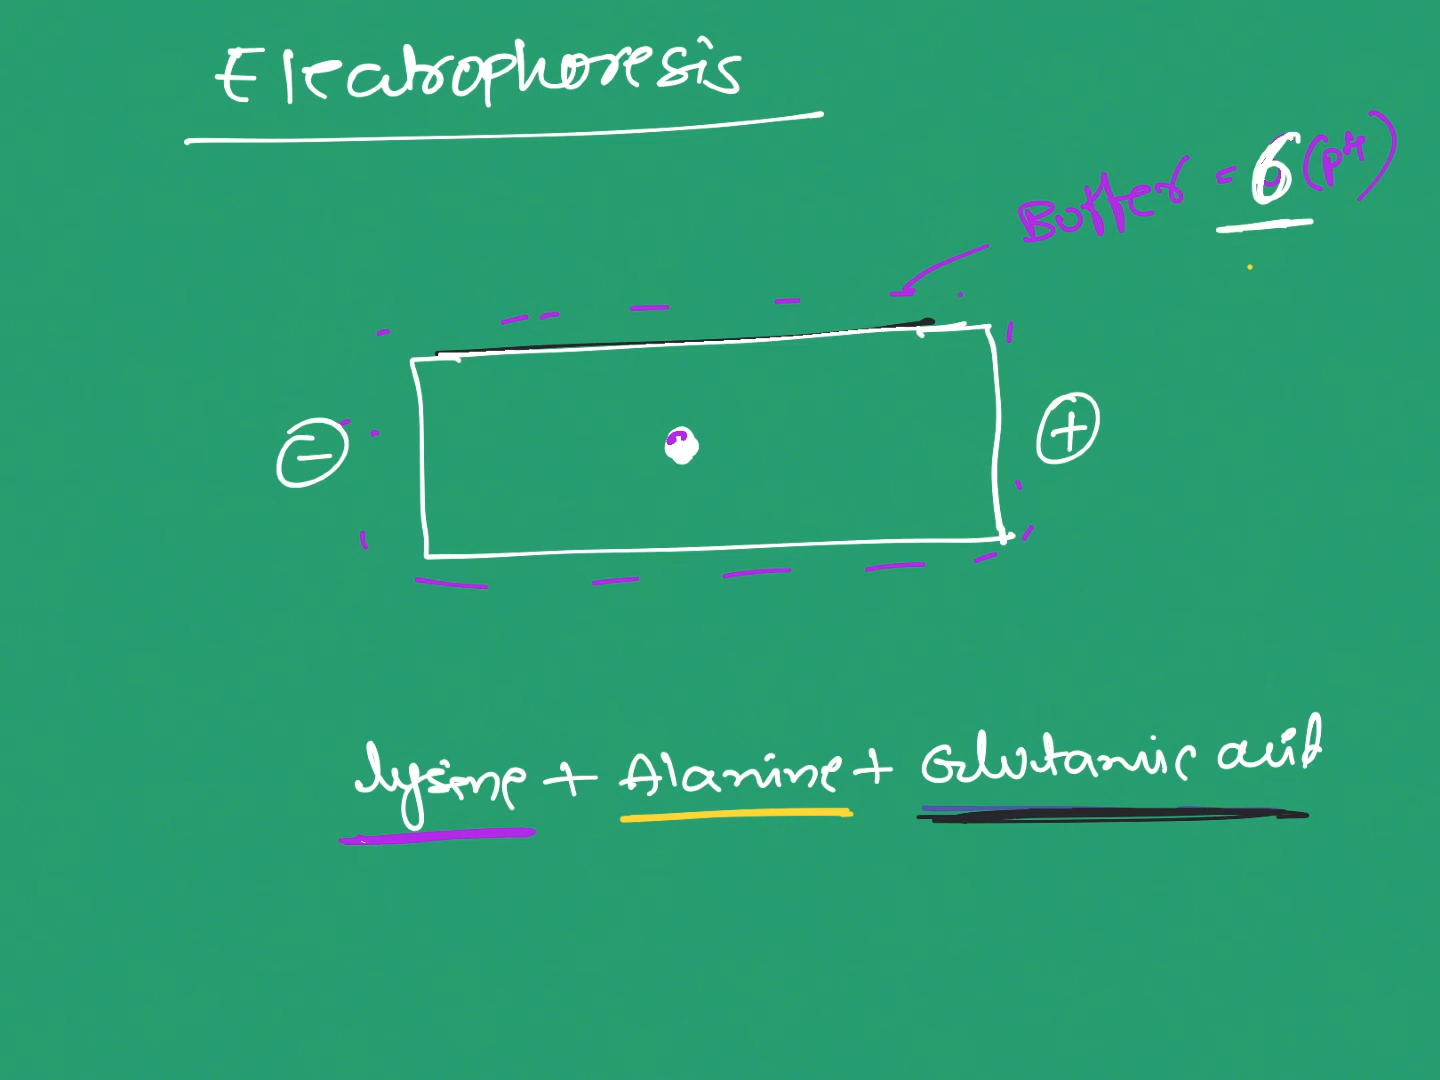 Electrophoresis
Buffer = 6 (pH)
- +
lysine + Alanine + Glutamic acid